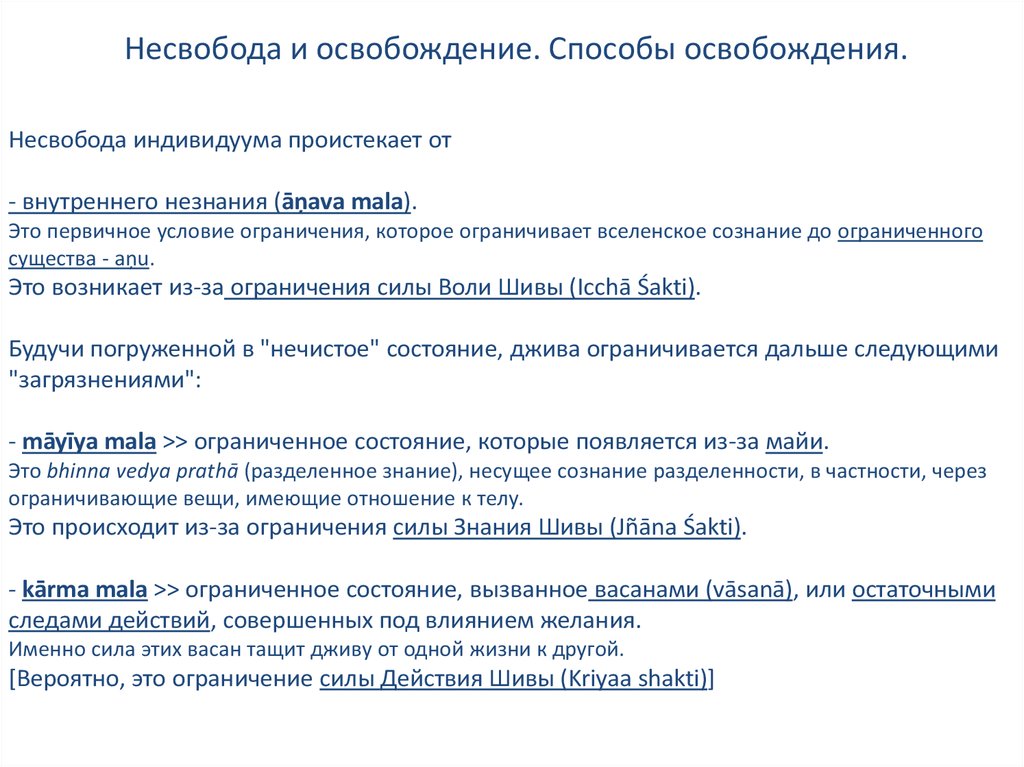 Несвобода и освобождение. Способы освобождения.
Несвобода индивидуума проистекает от
- внутреннего незнания (āṇava mala).
Это первичное условие ограничения, которое ограничивает вселенское сознание до ограниченного
существа - aṇu.
Это возникает из-за ограничения силы Воли Шивы (Icchā Śakti).
Будучи погруженной в "нечистое" состояние, джива ограничивается дальше следующими
"загрязнениями":
- māyīya mala >> ограниченное состояние, которые появляется из-за майи.
Это bhinna vedya prathā (разделенное знание), несущее сознание разделенности, в частности, через
ограничивающие вещи, имеющие отношение к телу.
Это происходит из-за ограничения силы Знания Шивы (Jñāna Śakti).
- kārma mala >> ограниченное состояние, вызванное васанами (vāsanā), или остаточными
следами действий, совершенных под влиянием желания.
Именно сила этих васан тащит дживу от одной жизни к другой.
[Вероятно, это ограничение силы Действия Шивы (Kriyaa shakti)]